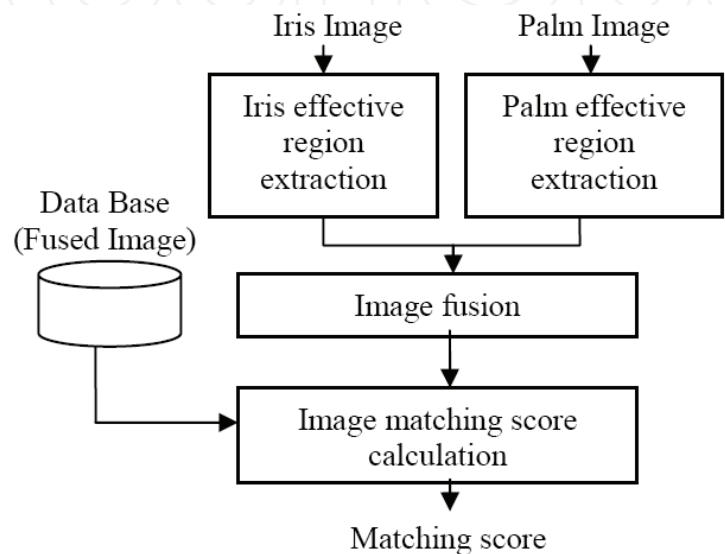 Iris Image
Palm Image
Iris effective
region
extraction
Palm effective
region
extraction
Data Base
(Fused Image)
Image fusion
Image matching score
calculation
Matching score